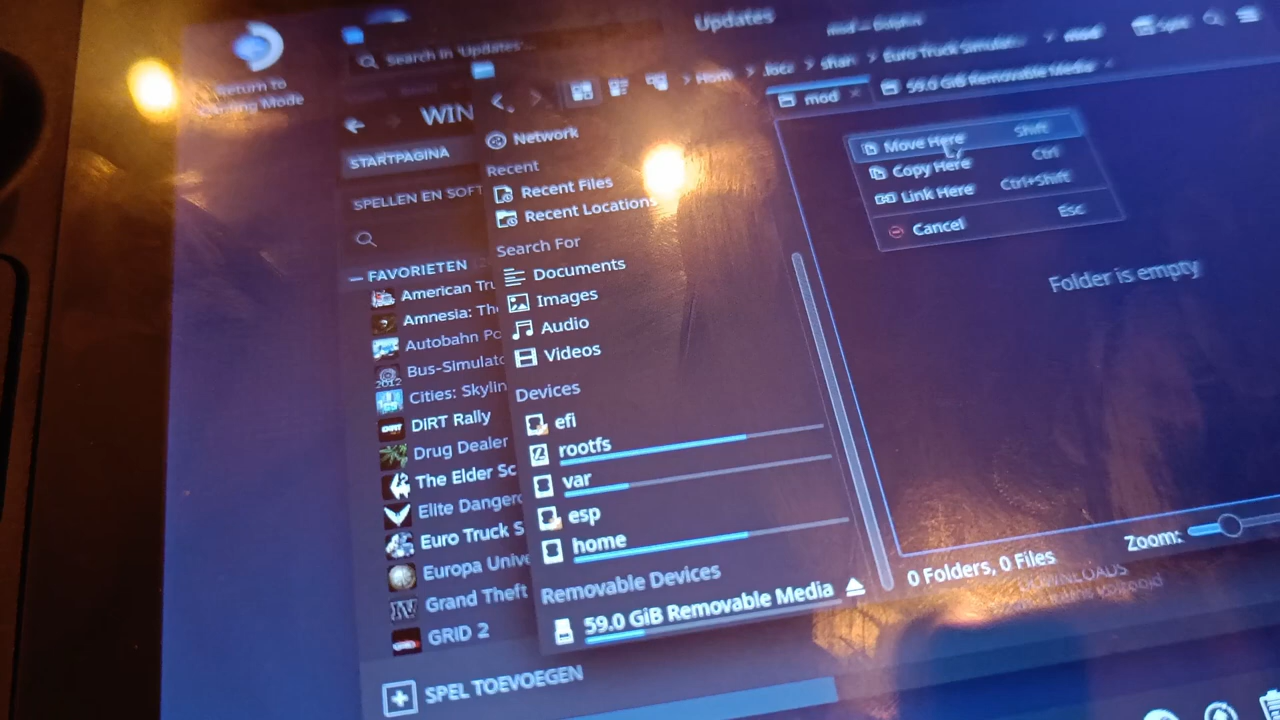 Return to
Gaming Mode
Search in 'Updates'...
Updates
mod — Dolphin
WIN
STARTPAGINA
SPELLEN EN SOFT
FAVORIETEN
American Tru
Amnesia: The
Autobahn Po
Bus-Simulato
2012
Cities: Skylin
DiRT Rally
Drug Dealer
The Elder Sc
Elite Dangero
Euro Truck S
Europa Unive
Grand Theft
GRID 2
SPEL TOEVOEGEN
Network
Recent
Recent Files
Recent Locations
Search For
Documents
Images
Audio
Videos
Devices
efi
rootfs
var
esp
home
Removable Devices
59.0 GiB Removable Media
Euro Truck Simulat...
mod
mod
59.0 GiB Removable Media
Move Here Shift
Copy Here Ctrl
Link Here Ctrl+Shift
Cancel Esc
Folder is empty
0 Folders, 0 Files
Zoom:
DOWNLOADS